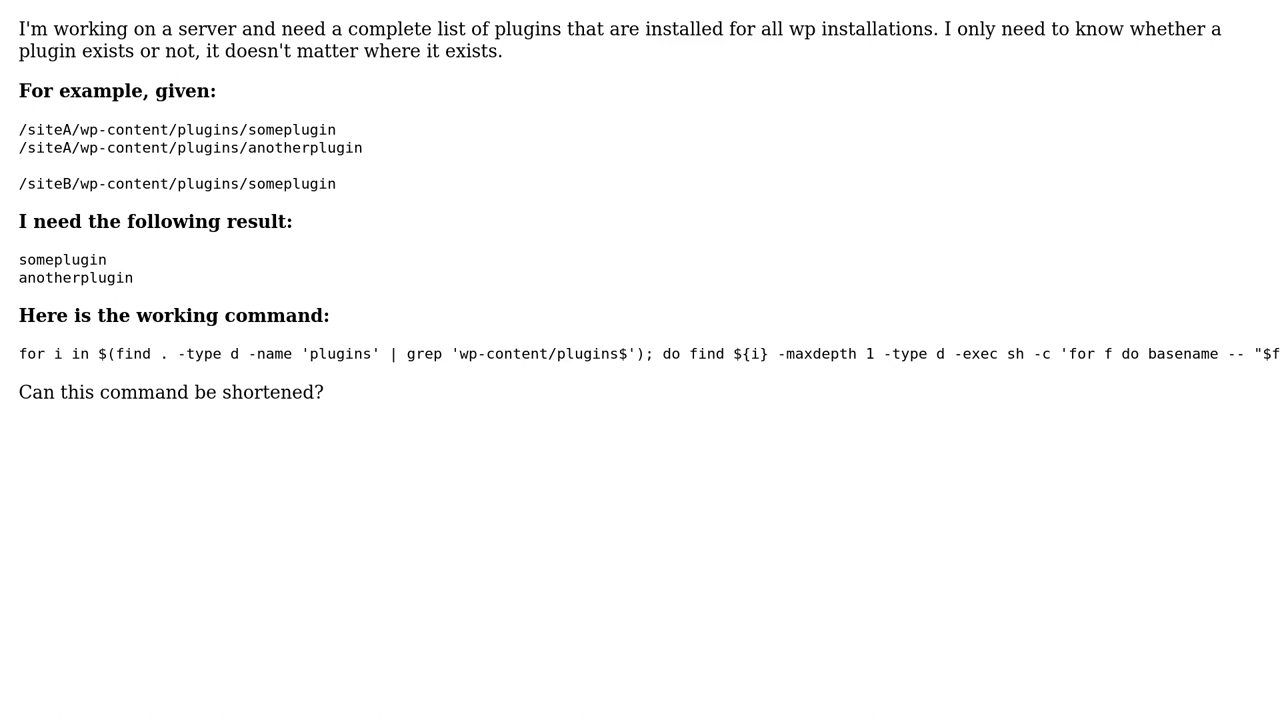 I'm working on a server and need a complete list of plugins that are installed for all wp installations. I only need to know whether a
plugin exists or not, it doesn't matter where it exists.
For example, given:
/siteA/wp-content/plugins/someplugin
/siteA/wp-content/plugins/anotherplugin
/siteB/wp-content/plugins/someplugin
I need the following result:
someplugin
anotherplugin
Here is the working command:
for i in $(find . -type d -name 'plugins' | grep 'wp-content/plugins$'); do find ${i} -maxdepth 1 -type d -exec sh -c 'for f do basename -- "$f
Can this command be shortened?